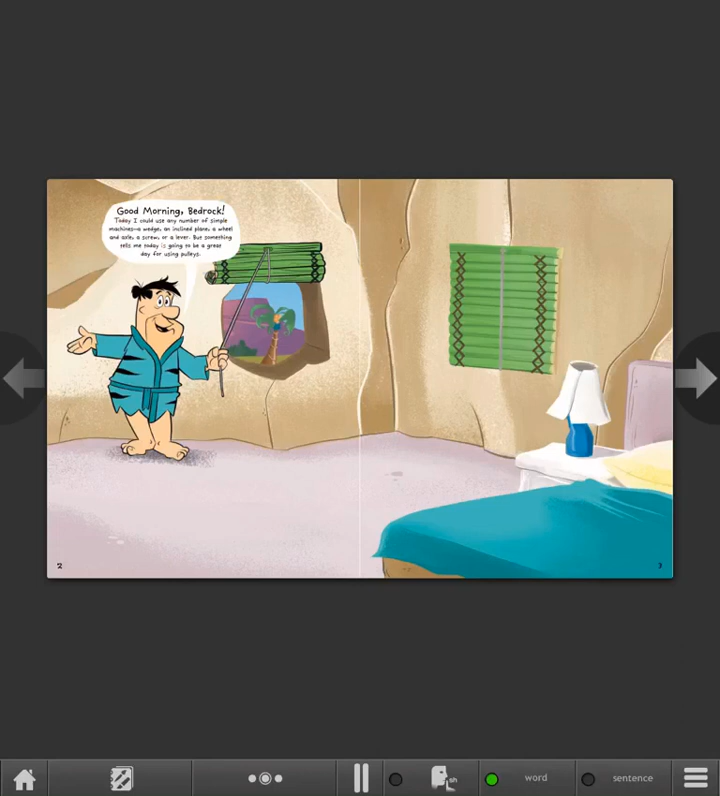 Good Morning, Bedrock!
Today I could use any number of simple
machines—a wedge, an inclined plane, a wheel
and axle, a screw, or a lever. But something
tells me today is going to be a great
day for using pulleys.
2
3
sh
word
sentence